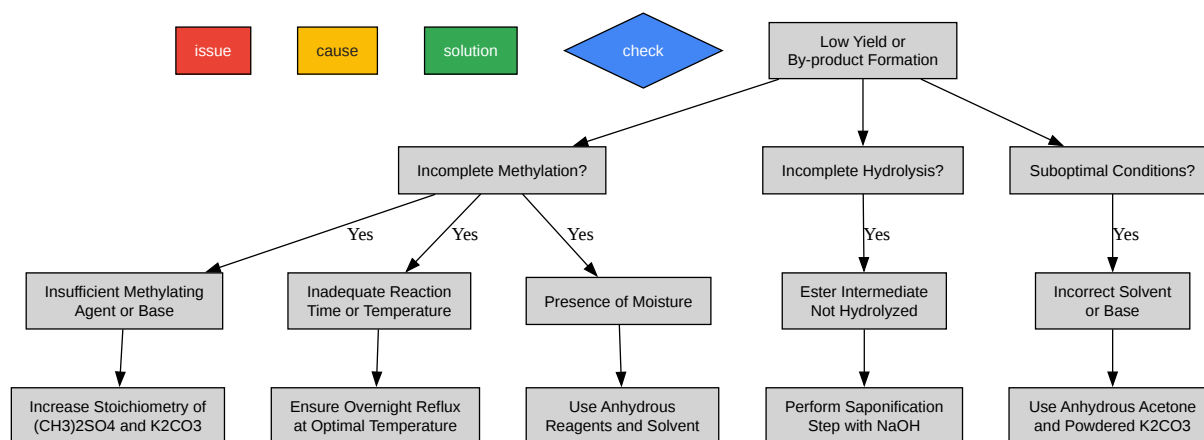 issue
cause
solution
check
Low Yield or
By-product Formation
Incomplete Methylation?
Incomplete Hydrolysis?
Suboptimal Conditions?
Yes
Yes
Yes
Yes
Yes
Insufficient Methylating
Agent or Base
Inadequate Reaction
Time or Temperature
Presence of Moisture
Ester Intermediate
Not Hydrolyzed
Incorrect Solvent
or Base
Increase Stoichiometry of
(CH3)2SO4 and K2CO3
Ensure Overnight Reflux
at Optimal Temperature
Use Anhydrous
Reagents and Solvent
Perform Saponification
Step with NaOH
Use Anhydrous Acetone
and Powdered K2CO3